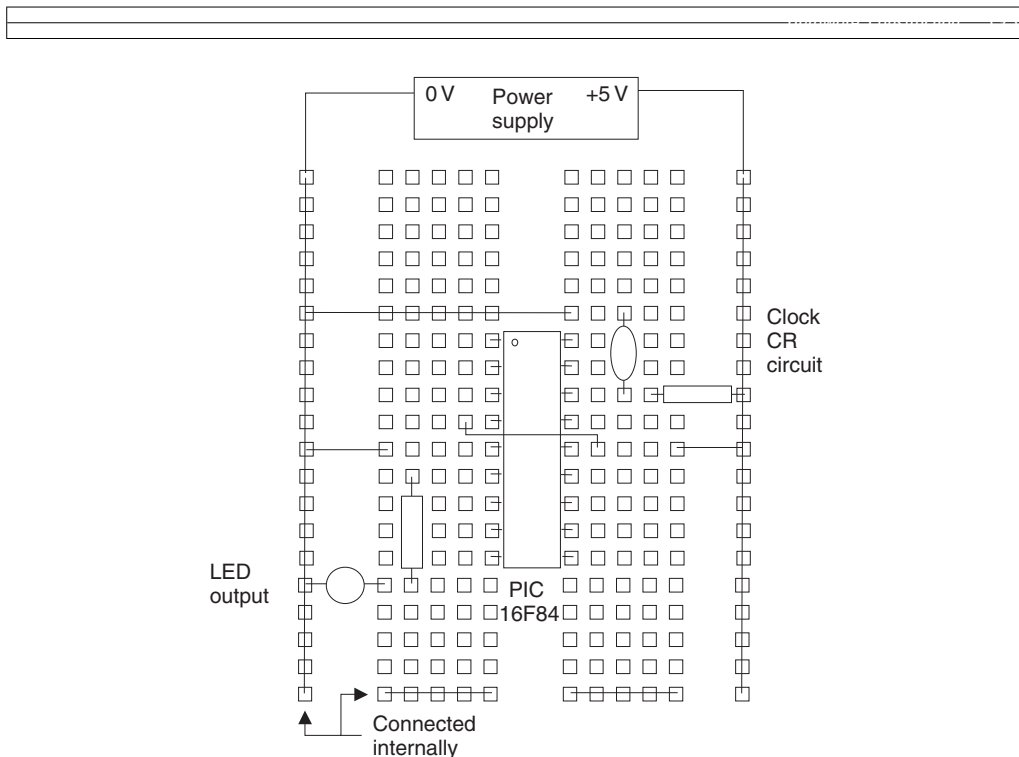 0 V
Power
supply
+5 V
Clock
CR
circuit
LED
output
PIC
16F84
Connected
internally